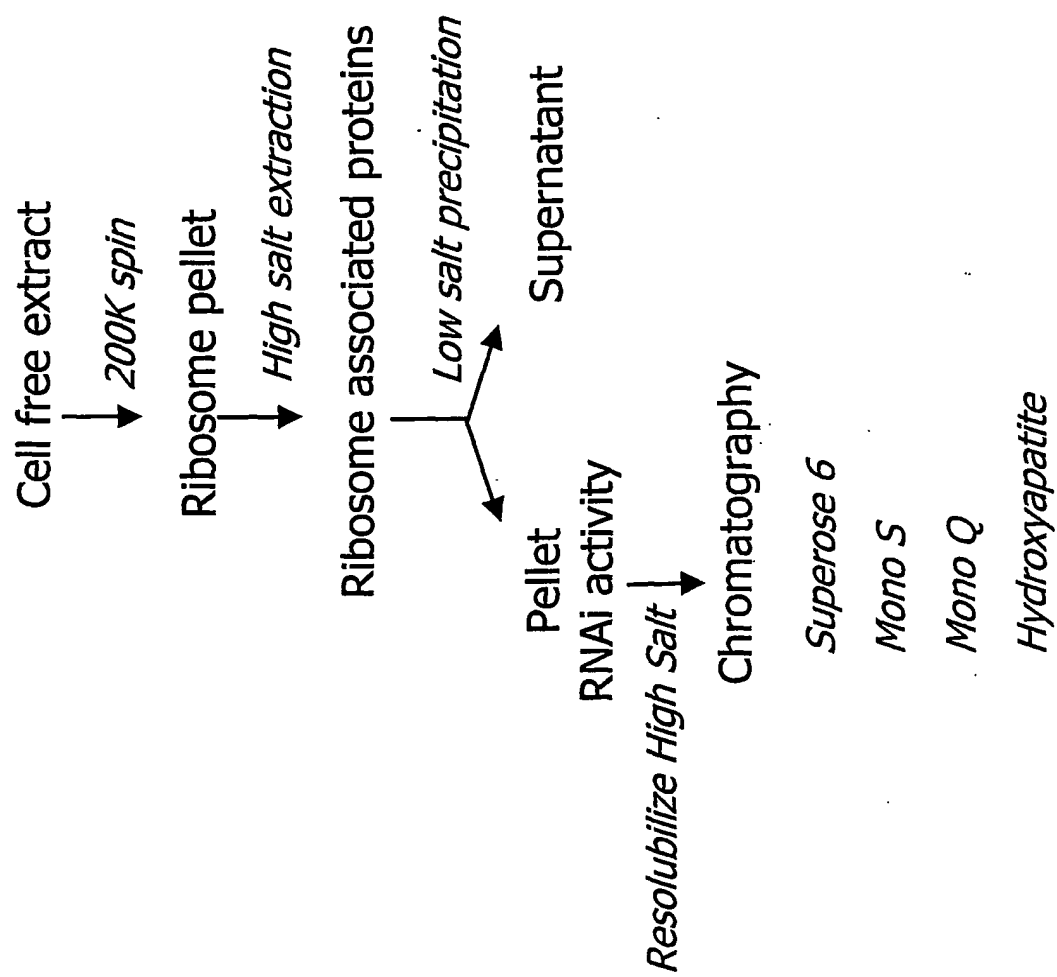 Cell free extract
200K spin
Ribosome pellet
High salt extraction
Ribosome associated proteins
Low salt precipitation
Pellet
RNAi activity
Supernatant
Resolubilize High Salt
Chromatography
Superose 6
Mono S
Mono Q
Hydroxyapatite